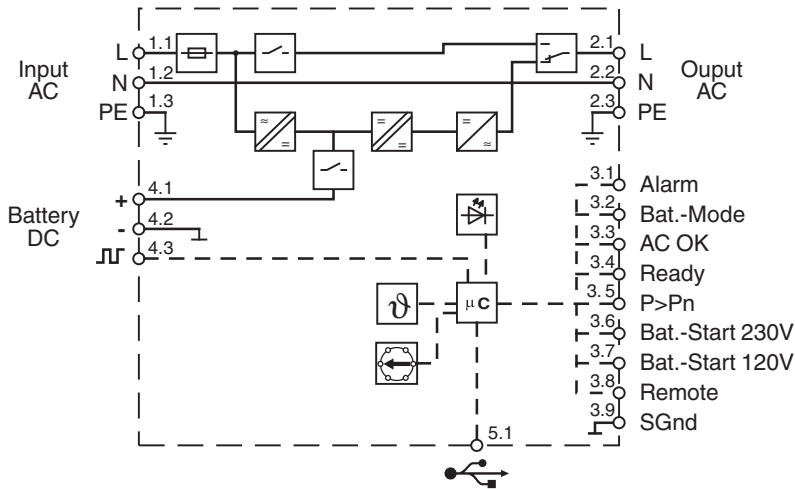 Input
AC
L 1.1
N 1.2
PE 1.3
2.1 L
2.2 N
2.3 PE
Ouput
AC
≈
=
=
=
=
≈
Battery
DC
+ 4.1
- 4.2
4.3
ϑ
μC
3.1 Alarm
3.2 Bat.-Mode
3.3 AC OK
3.4 Ready
3.5 P>Pn
3.6 Bat.-Start 230V
3.7 Bat.-Start 120V
3.8 Remote
3.9 SGnd
5.1